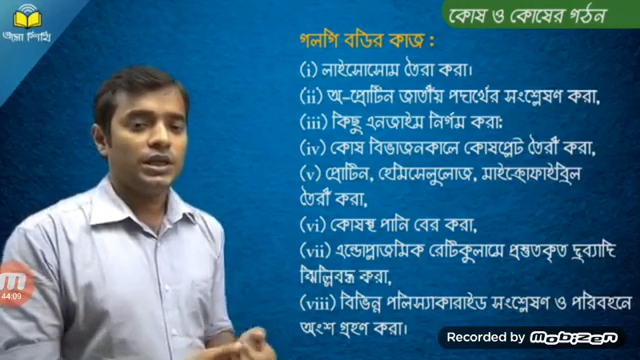 কোষ ও কোষের গঠন
এসো শিখি
গলগি বডির কাজ :
(i) লাইসোসোম তৈরী করা।
(ii) অ-প্রোটিন জাতীয় পদার্থের সংশ্লেষণ করা,
(iii) কিছু এনজাইম নির্গম করা:
(iv) কোষ বিভাজনকালে কোষপ্লেট তৈরী করা,
(v) প্রোটিন, হেমিসেলুলোজ, মাইক্রোফাইব্রিল
তৈরী করা,
(vi) কোষস্থ পানি বের করা,
(vii) এন্ডোপ্লাজমিক রেটিকুলামে প্রস্তুতকৃত দ্রব্যাদি
ঝিল্লিবদ্ধ করা,
(viii) বিভিন্ন পলিস্যাকারাইড সংশ্লেষণ ও পরিবহনে
অংশ গ্রহণ করা।
44:09
Recorded by mobizen